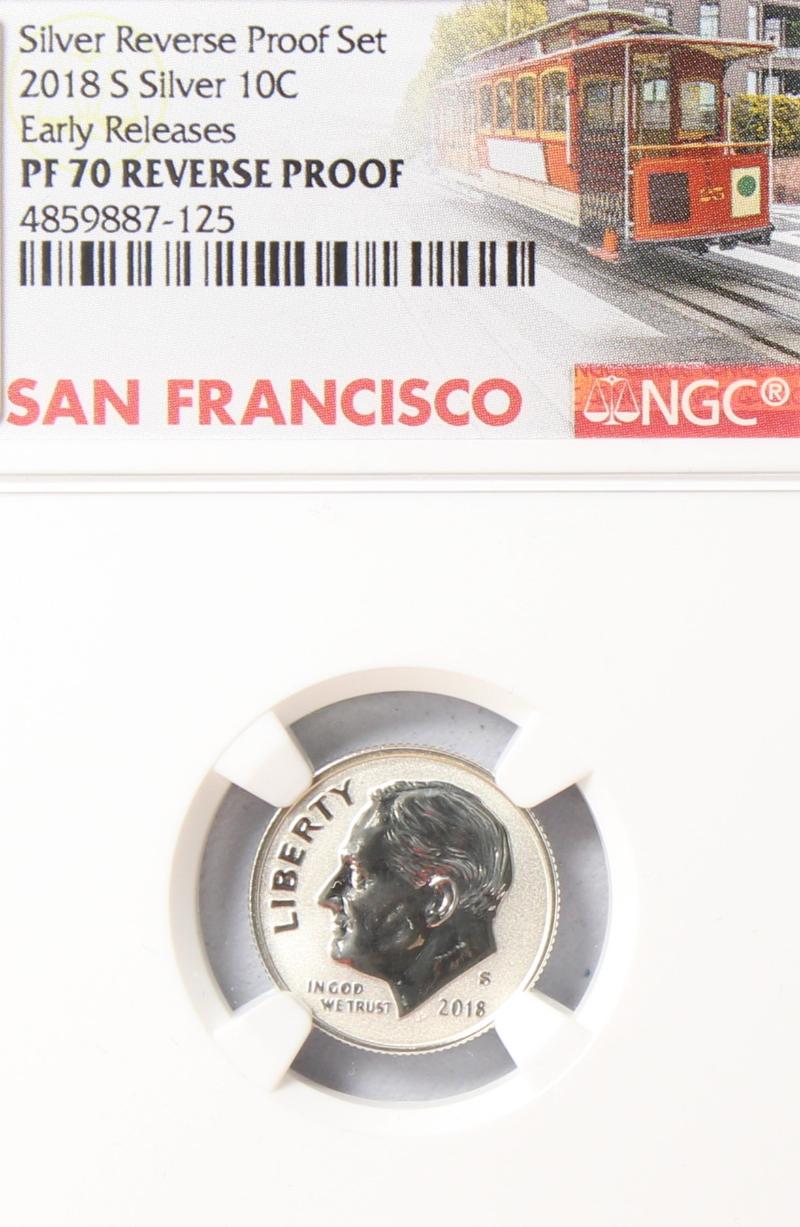 Silver Reverse Proof Set
2018 S Silver 10C
Early Releases
PF 70 REVERSE PROOF
4859887-125
25
SAN FRANCISCO
NGC®
LIBERTY
IN GOD
WE TRUST
S
2018